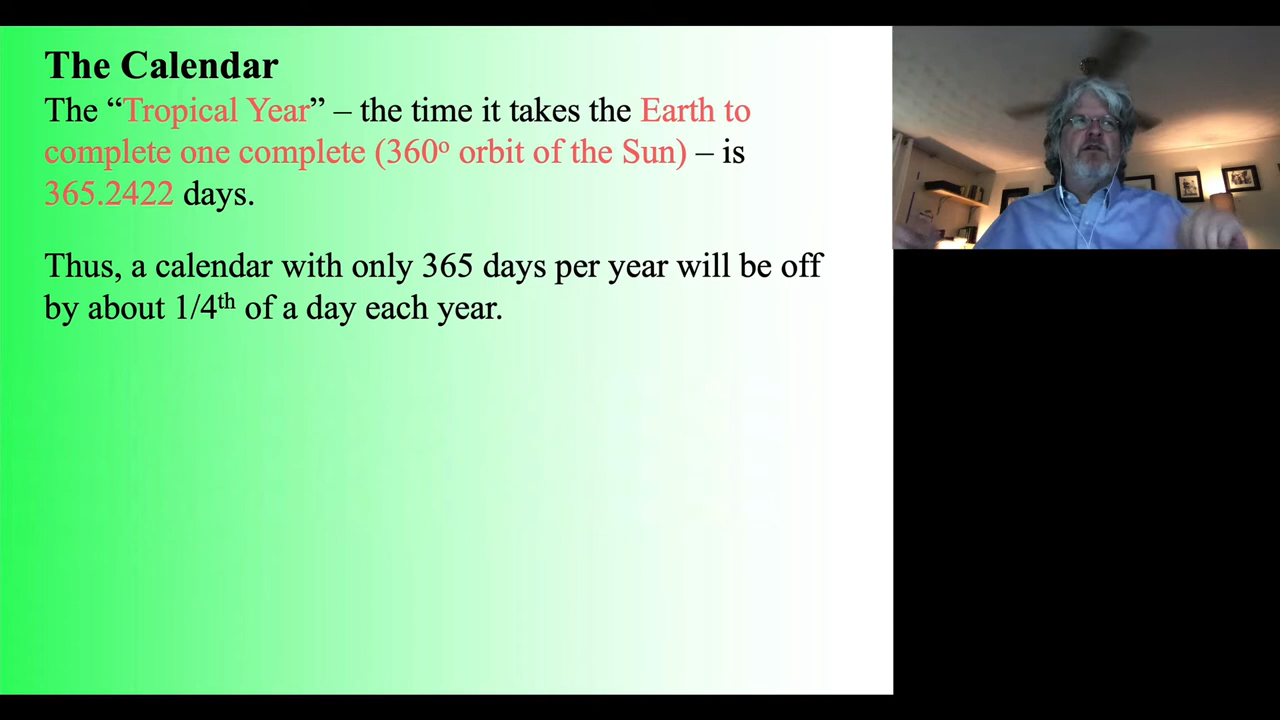 The Calendar
The “Tropical Year” – the time it takes the Earth to
complete one complete (360º orbit of the Sun) – is
365.2422 days.
Thus, a calendar with only 365 days per year will be off
by about 1/4th of a day each year.